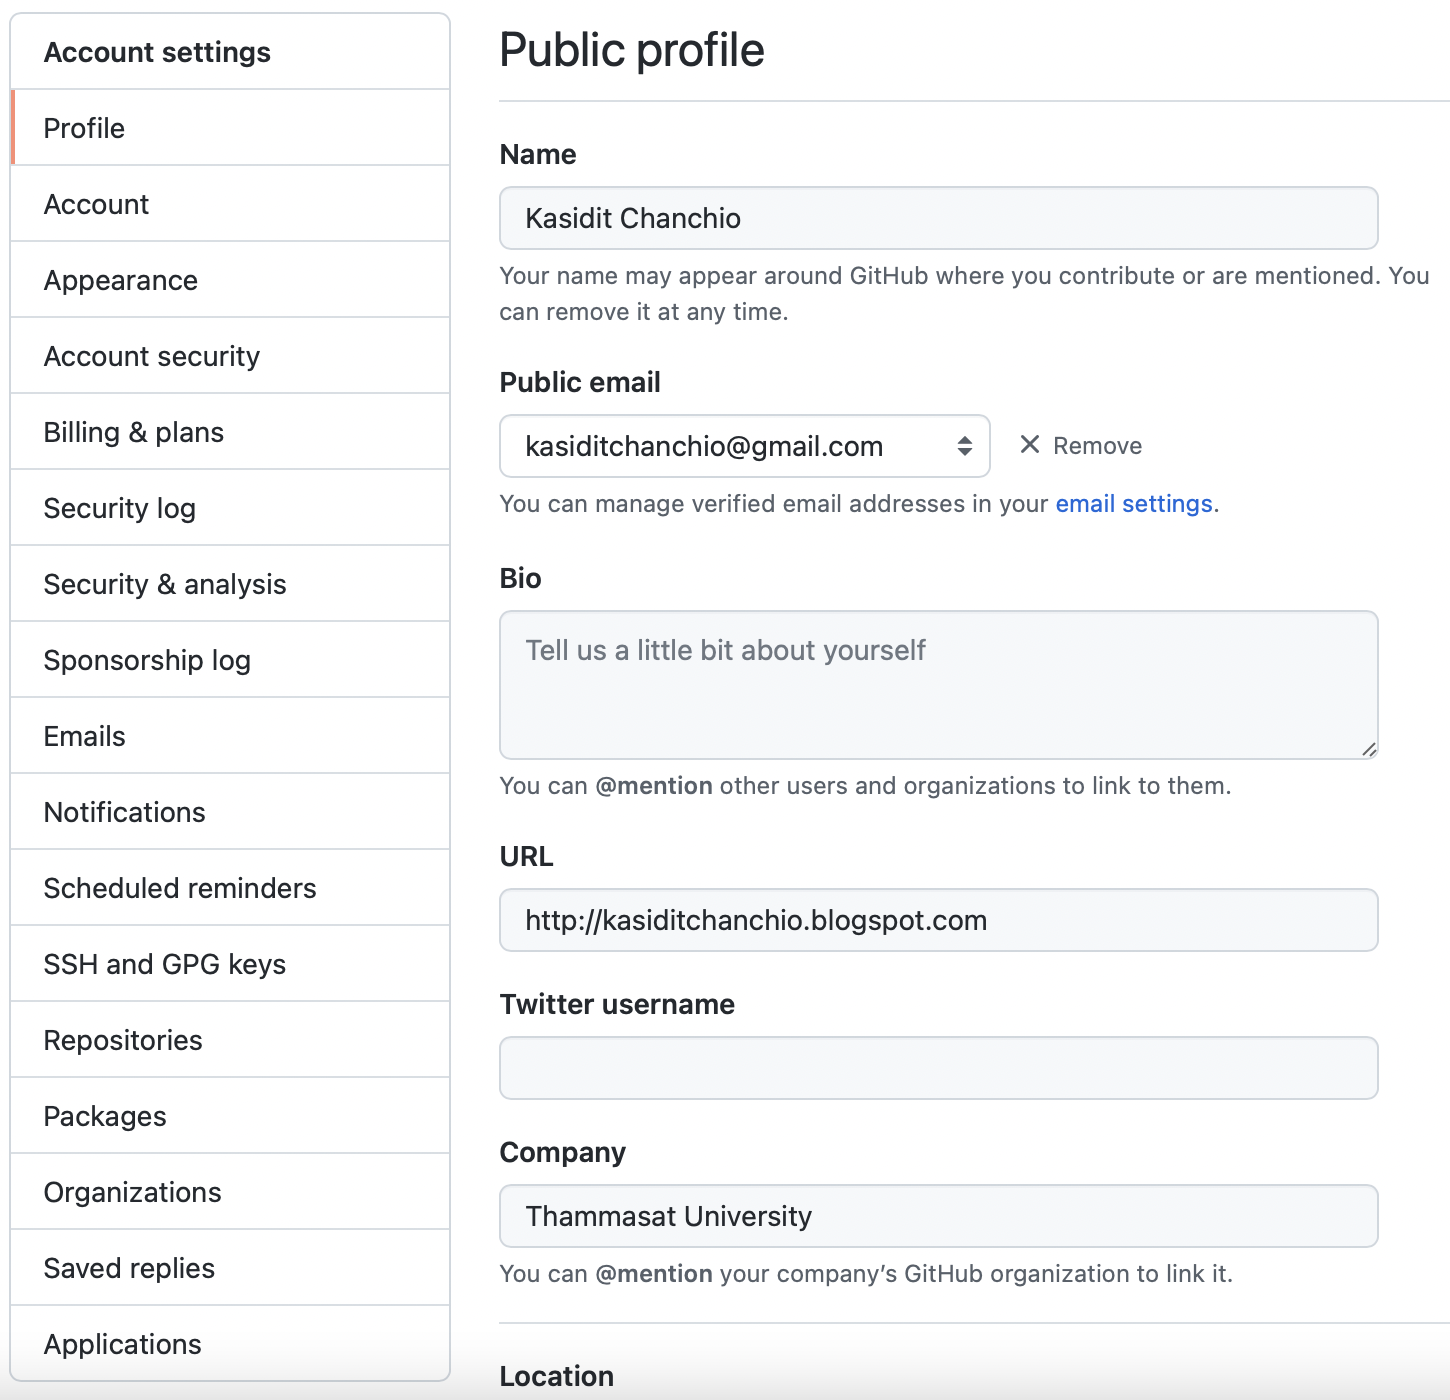 Account settings
Profile
Account
Appearance
Account security
Billing & plans
Security log
Security & analysis
Sponsorship log
Emails
Notifications
Scheduled reminders
SSH and GPG keys
Repositories
Packages
Organizations
Saved replies
Applications
Public profile
Name
Kasidit Chanchio
Your name may appear around GitHub where you contribute or are mentioned. You
can remove it at any time.
Public email
kasiditchanchio@gmail.com Remove
You can manage verified email addresses in your email settings.
Bio
Tell us a little bit about yourself
You can @mention other users and organizations to link to them.
URL
http://kasiditchanchio.blogspot.com
Twitter username
Company
Thammasat University
You can @mention your company’s GitHub organization to link it.
Location